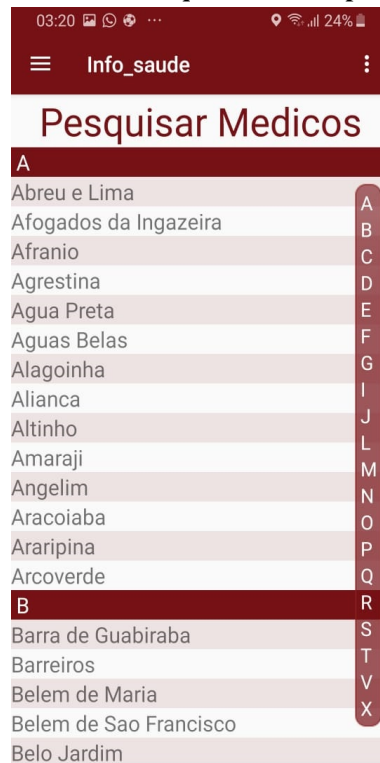 03:20 ... 24%
Info_saude
Pesquisar Medicos
A
Abreu e Lima
Afogados da Ingazeira
Afranio
Agrestina
Agua Preta
Aguas Belas
Alagoinha
Alianca
Altinho
Amaraji
Angelim
Aracoiaba
Araripina
Arcoverde
B
Barra de Guabiraba
Barreiros
Belem de Maria
Belem de Sao Francisco
Belo Jardim
A
B
C
D
E
F
G
I
J
L
M
N
O
P
Q
R
S
T
V
X